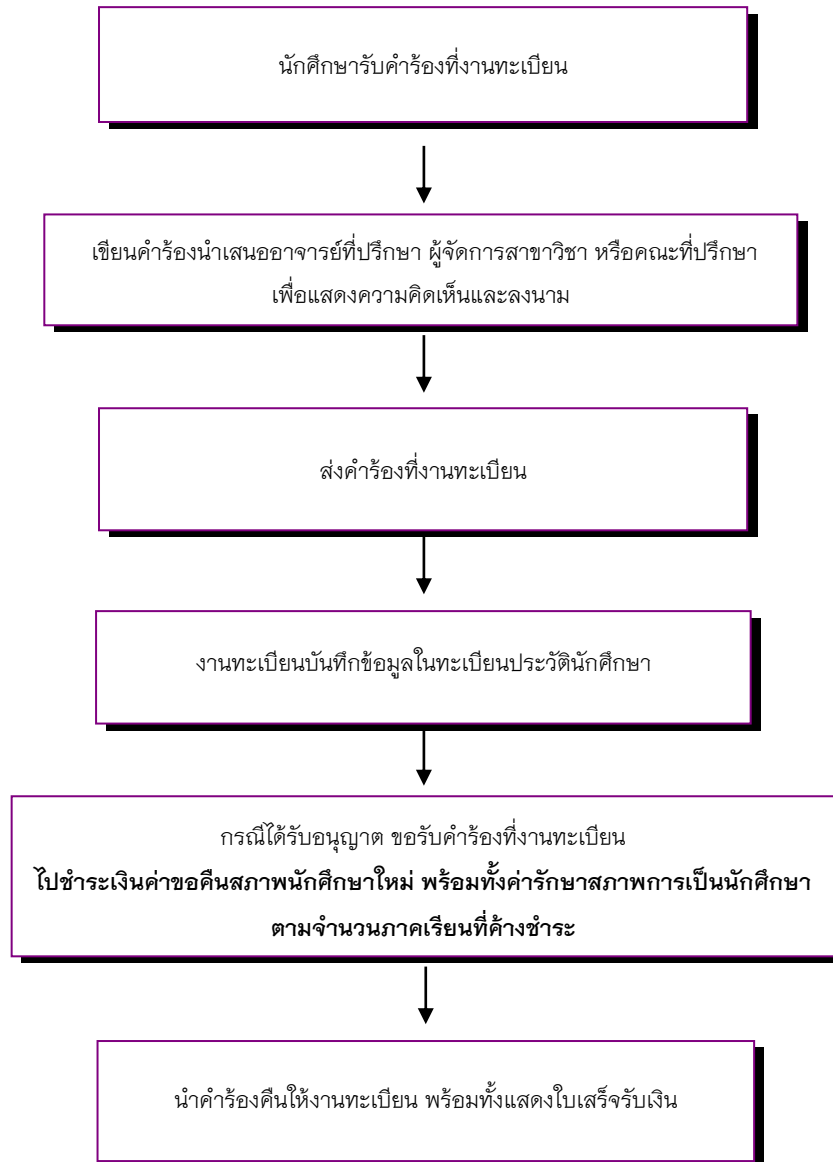 นักศึกษารับคำร้องที่งานทะเบียน
เขียนคำร้องนำเสนออาจารย์ที่ปรึกษา ผู้จัดการสาขาวิชา หรือคณะที่ปรึกษา
เพื่อแสดงความคิดเห็นและลงนาม
ส่งคำร้องที่งานทะเบียน
งานทะเบียนบันทึกข้อมูลในทะเบียนประวัตินักศึกษา
กรณีได้รับอนุญาต ขอรับคำร้องที่งานทะเบียน
ไปชำระเงินค่าขอคืนสภาพนักศึกษาใหม่ พร้อมทั้งค่ารักษาสภาพการเป็นนักศึกษา
ตามจำนวนภาคเรียนที่ค้างชำระ
นำคำร้องคืนให้งานทะเบียน พร้อมทั้งแสดงใบเสร็จรับเงิน